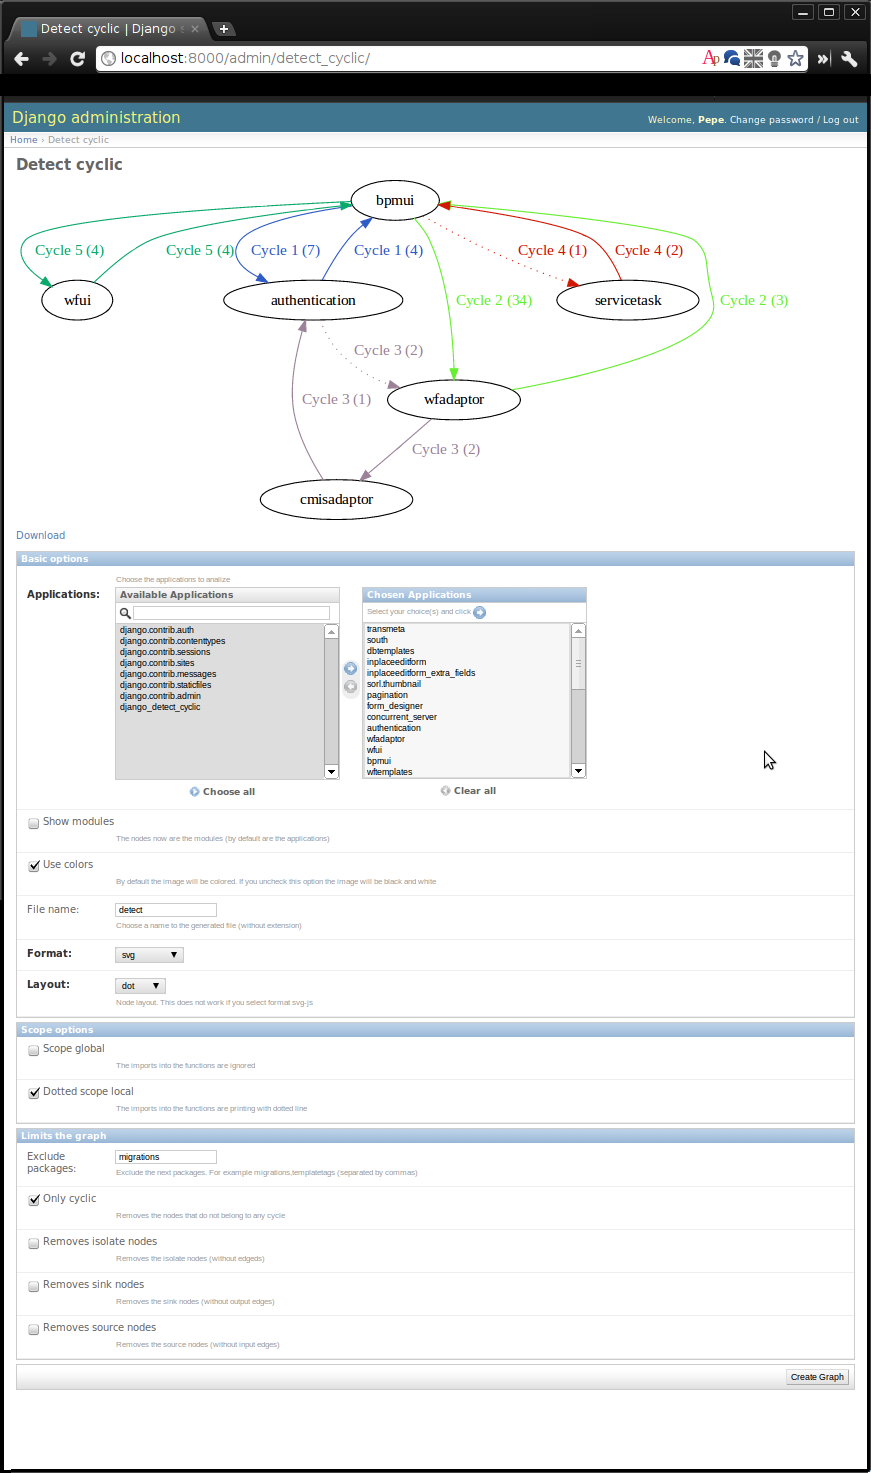 Detect cyclic | Django s
localhost:8000/admin/detect_cyclic/
Django administration
Welcome, Pepe. Change password / Log out
Home › Detect cyclic
Detect cyclic
bpmui
Cycle 5 (4)
Cycle 5 (4)
Cycle 1 (7)
Cycle 1 (4)
Cycle 4 (1)
Cycle 4 (2)
wfui
authentication
Cycle 2 (34)
servicetask
Cycle 2 (3)
Cycle 3 (2)
Cycle 3 (1)
wfadaptor
Cycle 3 (2)
cmisadaptor
Download
Basic options
Choose the applications to analize
Applications:
Available Applications
django.contrib.auth
django.contrib.contenttypes
django.contrib.sessions
django.contrib.sites
django.contrib.messages
django.contrib.staticfiles
django.contrib.admin
django_detect_cyclic
Choose all
Chosen Applications
Select your choice(s) and click
transmeta
south
dbtemplates
inplaceeditform
inplaceeditform_extra_fields
sorl.thumbnail
pagination
form_designer
concurrent_server
authentication
wfadaptor
wfui
bpmui
wftemplates
Clear all
Show modules
The nodes now are the modules (by default are the applications)
Use colors
By default the image will be colored. If you uncheck this option the image will be black and white
File name:
detect
Choose a name to the generated file (without extension)
Format:
svg
Layout:
dot
Node layout. This does not work if you select format svg-js
Scope options
Scope global
The imports into the functions are ignored
Dotted scope local
The imports into the functions are printing with dotted line
Limits the graph
Exclude
packages:
migrations
Exclude the next packages. For example migrations,templatetags (separated by commas)
Only cyclic
Removes the nodes that do not belong to any cycle
Removes isolate nodes
Removes the isolate nodes (without edgeds)
Removes sink nodes
Removes the sink nodes (without output edges)
Removes source nodes
Removes the source nodes (without input edges)
Create Graph